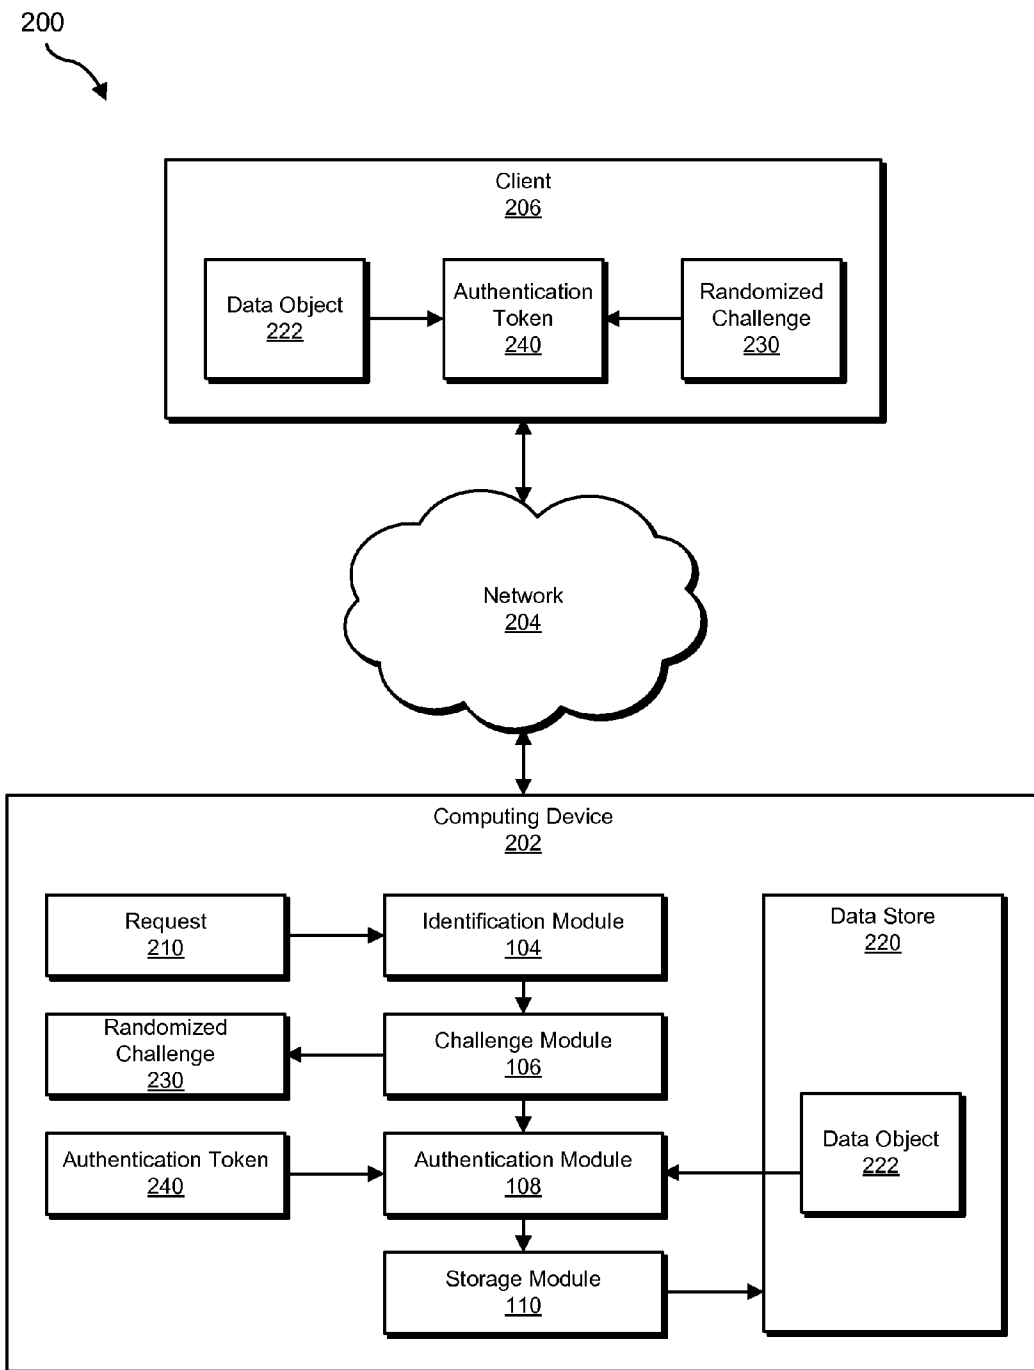 200
Client
206
Data Object
222
Authentication
Token
240
Randomized
Challenge
230
Network
204
Computing Device
202
Request
210
Identification Module
104
Data Store
220
Randomized
Challenge
230
Challenge Module
106
Authentication Token
240
Authentication Module
108
Data Object
222
Storage Module
110